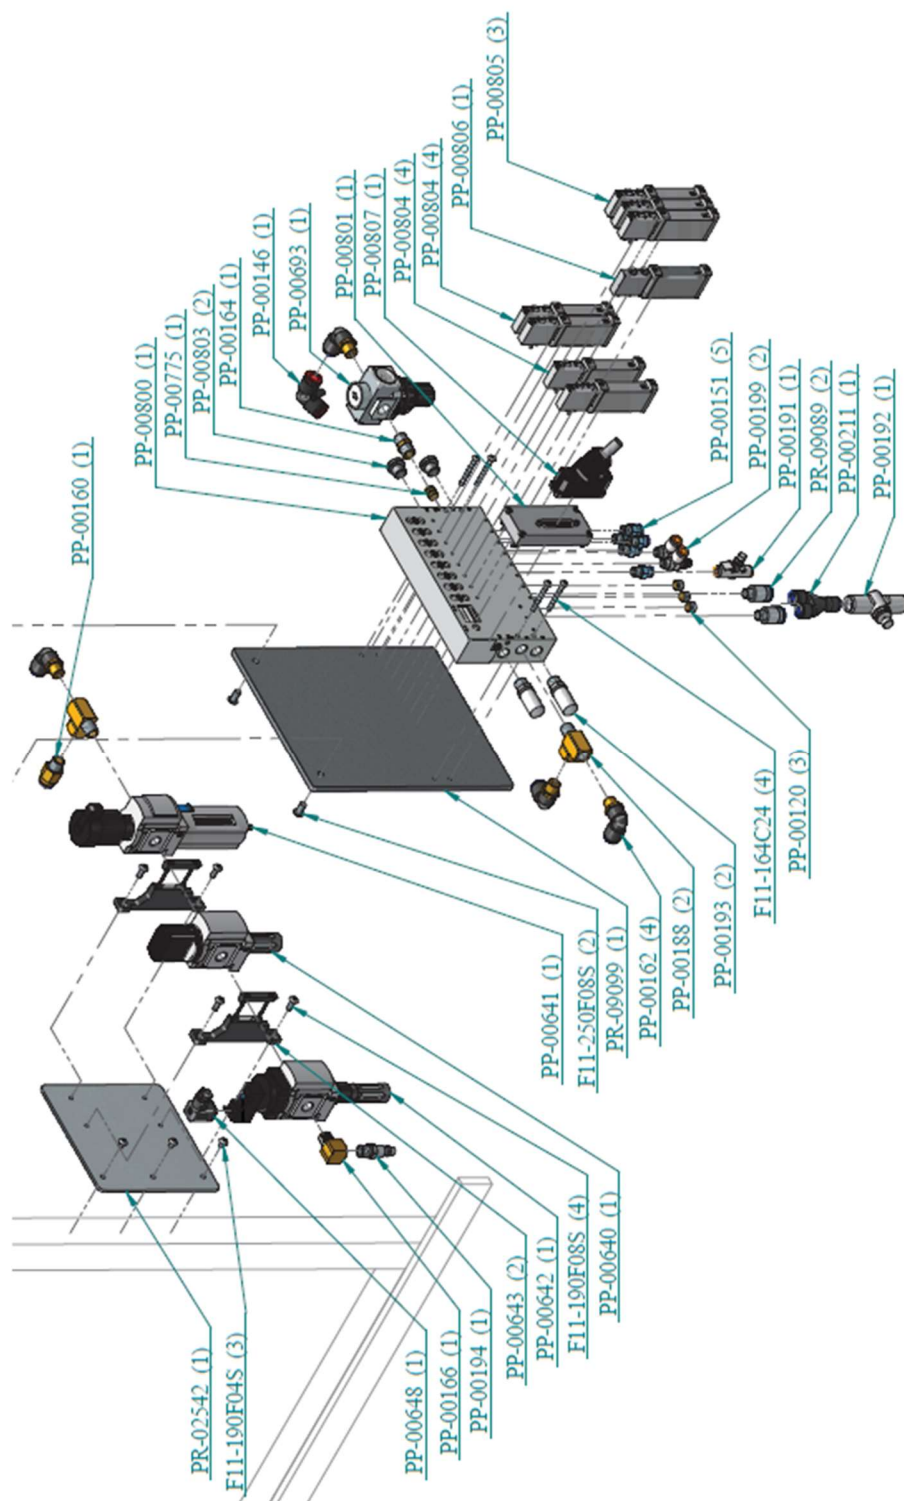 PP-00160 (1)
PP-00800 (1)
PP-00775 (1)
PP-00803 (2)
PP-00164 (1)
PP-00146 (1)
PP-00693 (1)
PP-00801 (1)
PP-00807 (1)
PP-00804 (4)
PP-00804 (4)
PP-00806 (1)
PP-00805 (3)
PP-00151 (5)
PP-00199 (2)
PP-00191 (1)
PR-09089 (2)
PP-00211 (1)
PP-00192 (1)
PR-02542 (1)
F11-190F04S (3)
PP-00648 (1)
PP-00166 (1)
PP-00194 (1)
PP-00643 (2)
PP-00642 (1)
F11-190F08S (4)
PP-00640 (1)
PP-00641 (1)
F11-250F08S (2)
PR-09099 (1)
PP-00162 (4)
PP-00188 (2)
PP-00193 (2)
F11-164C24 (4)
PP-00120 (3)